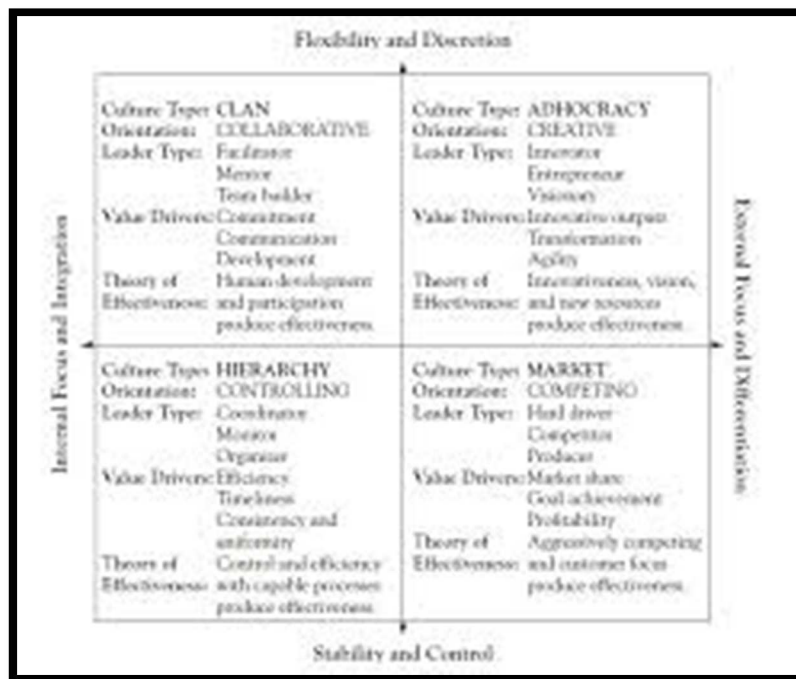 Flexibility and Discretion
Culture Type: CLAN
Orientation: COLLABORATIVE
Leader Type: Facilitator
Mentor
Team builder
Value Drivers: Commitment
Communication
Development
Theory of Human development
Effectiveness: and participation
produce effectiveness.
Culture Type: ADHOCRACY
Orientation: CREATIVE
Leader Type: Innovator
Entrepreneur
Visionary
Value Drivers: Innovative outputs
Transformation
Agility
Theory of Innovativeness, vision,
Effectiveness: and new resources
produce effectiveness.
Internal Focus and Integration
External Focus and Differentiation
Culture Type: HIERARCHY
Orientation: CONTROLLING
Leader Type: Coordinator
Monitor
Organizer
Value Drivers: Efficiency
Timeliness
Consistency and
uniformity
Theory of Control and efficiency
Effectiveness: with capable processes
produce effectiveness.
Culture Type: MARKET
Orientation: COMPETING
Leader Type: Hard driver
Competitor
Producer
Value Drivers: Market share
Goal achievement
Profitability
Theory of Aggressively competing
Effectiveness: and customer focus
produce effectiveness.
Stability and Control